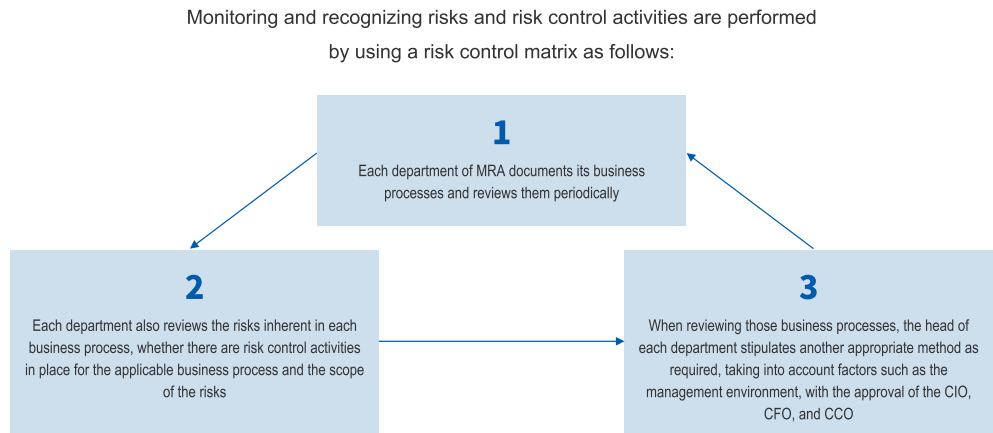 Monitoring and recognizing risks and risk control activities are performed
by using a risk control matrix as follows:
1
Each department of MRA documents its business
processes and reviews them periodically
2
Each department also reviews the risks inherent in each
business process, whether there are risk control activities
in place for the applicable business process and the scope
of the risks
3
When reviewing those business processes, the head of
each department stipulates another appropriate method as
required, taking into account factors such as the
management environment, with the approval of the CIO,
CFO, and CCO